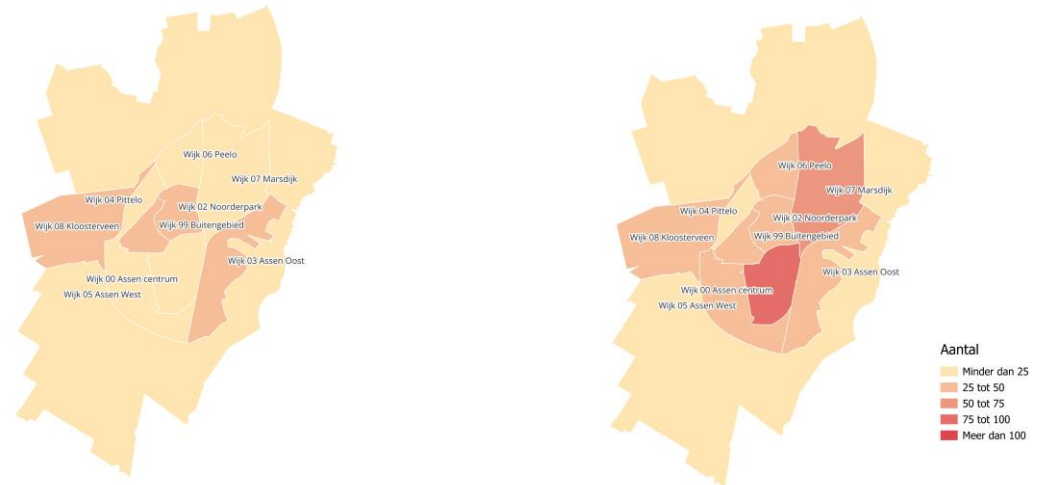 Wijk 06 Peelo
Wijk 07 Marsdijk
Wijk 04 Pittelo
Wijk 02 Noorderpark
Wijk 08 Kloosterveen
Wijk 99 Buitengebied
Wijk 03 Assen Oost
Wijk 00 Assen centrum
Wijk 05 Assen West
Wijk 06 Peelo
Wijk 07 Marsdijk
Wijk 04 Pittelo
Wijk 02 Noorderpark
Wijk 08 Kloosterveen
Wijk 99 Buitengebied
Wijk 03 Assen Oost
Wijk 00 Assen centrum
Wijk 05 Assen West
Aantal
Minder dan 25
25 tot 50
50 tot 75
75 tot 100
Meer dan 100